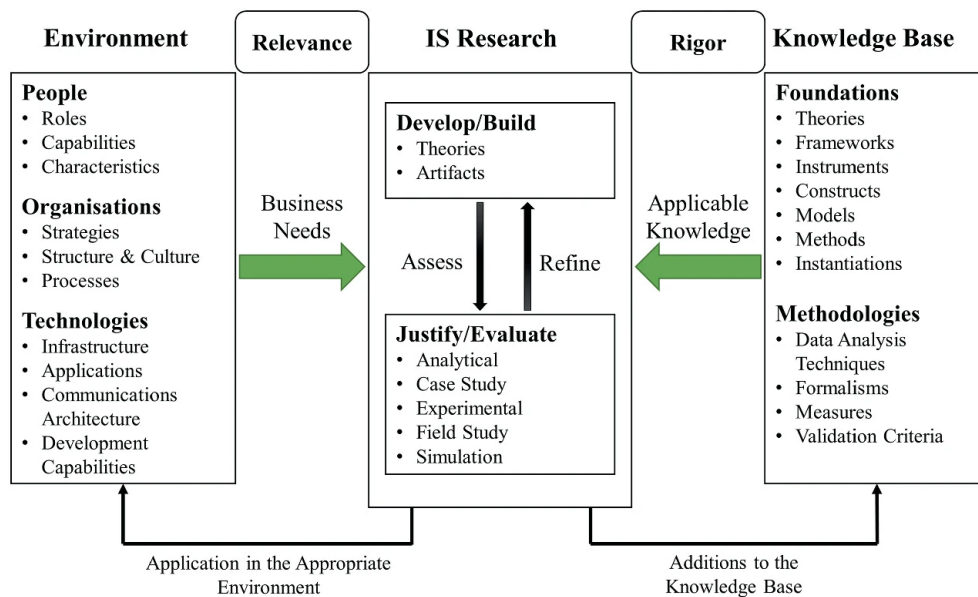 Environment
Relevance
IS Research
Rigor
Knowledge Base
People
• Roles
• Capabilities
• Characteristics
Organisations
• Strategies
• Structure & Culture
• Processes
Technologies
• Infrastructure
• Applications
• Communications
Architecture
• Development
Capabilities
Business
Needs
Develop/Build
• Theories
• Artifacts
Assess
Refine
Justify/Evaluate
• Analytical
• Case Study
• Experimental
• Field Study
• Simulation
Applicable
Knowledge
Foundations
• Theories
• Frameworks
• Instruments
• Constructs
• Models
• Methods
• Instantiations
Methodologies
• Data Analysis
Techniques
• Formalisms
• Measures
• Validation Criteria
Application in the Appropriate
Environment
Additions to the
Knowledge Base